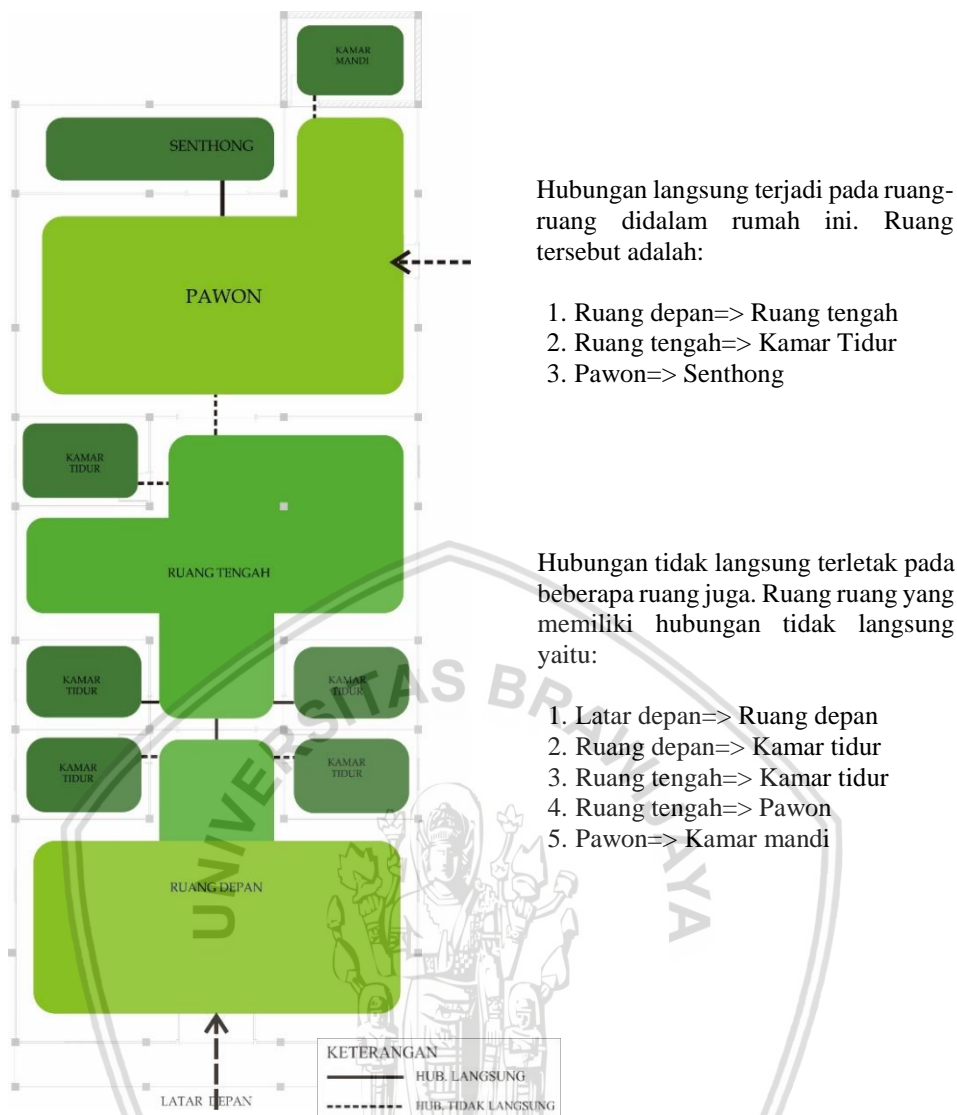 KAMAR
MANDI
SENTHONG
PAWON
KAMAR
TIDUR
RUANG TENGAH
KAMAR
TIDUR
KAMAR
TIDUR
KAMAR
TIDUR
KAMAR
TIDUR
RUANG DEPAN
LATAR DEPAN
KETERANGAN
HUB. LANGSUNG
HUB. TIDAK LANGSUNG
Hubungan langsung terjadi pada ruang-
ruang didalam rumah ini. Ruang
tersebut adalah:
1. Ruang depan=> Ruang tengah
2. Ruang tengah=> Kamar Tidur
3. Pawon=> Senthong
Hubungan tidak langsung terletak pada
beberapa ruang juga. Ruang ruang yang
memiliki hubungan tidak langsung
yaitu:
1. Latar depan=> Ruang depan
2. Ruang depan=> Kamar tidur
3. Ruang tengah=> Kamar tidur
4. Ruang tengah=> Pawon
5. Pawon=> Kamar mandi
UNIVERSITAS BRAWIJAYA